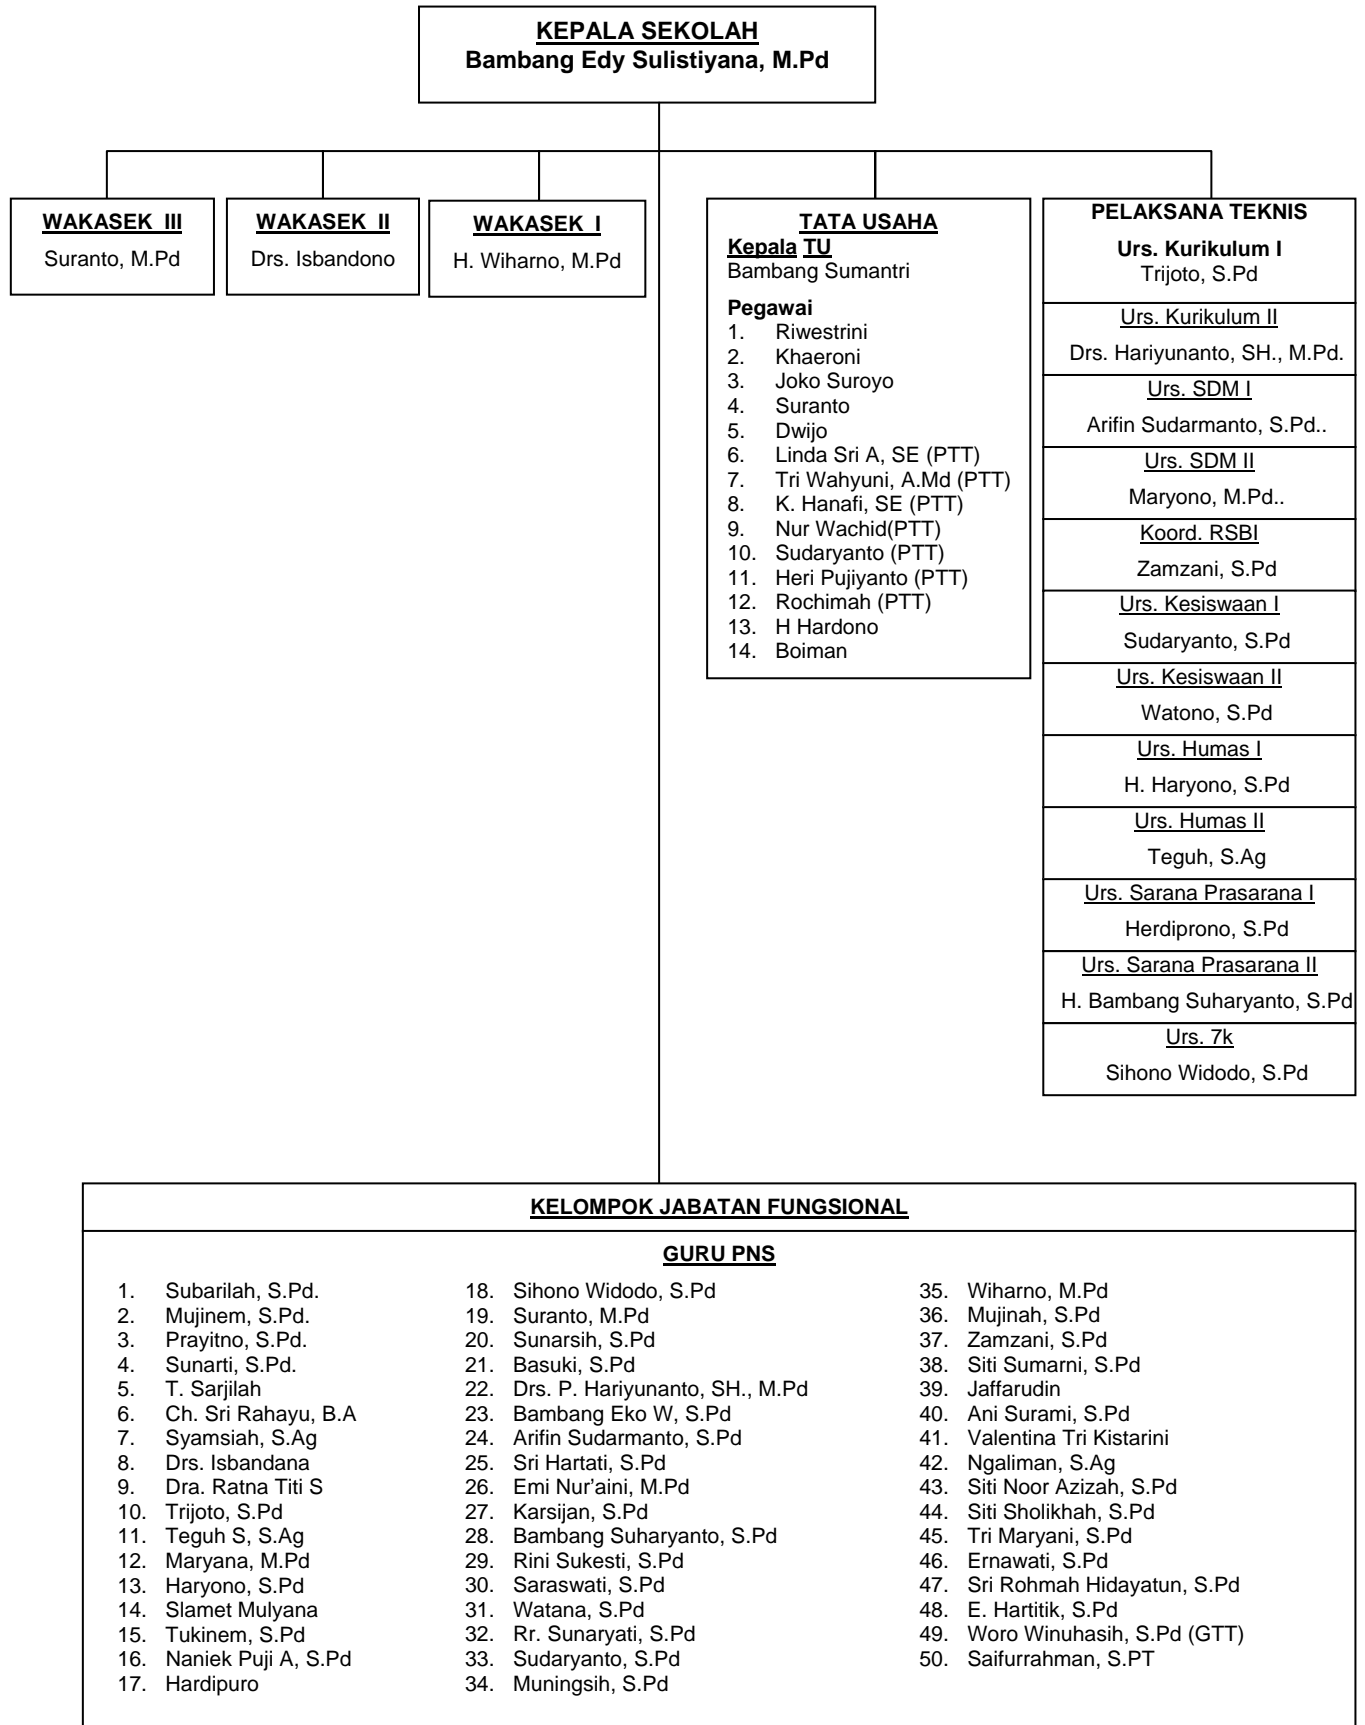 KEPALA SEKOLAH
Bambang Edy Sulistiyana, M.Pd
WAKASEK III
Suranto, M.Pd
WAKASEK II
Drs. Isbandono
WAKASEK I
H. Wiharno, M.Pd
TATA USAHA
Kepala TU
Bambang Sumantri
Pegawai
1. Riwestrini
2. Khaeroni
3. Joko Suroyo
4. Suranto
5. Dwijo
6. Linda Sri A, SE (PTT)
7. Tri Wahyuni, A.Md (PTT)
8. K. Hanafi, SE (PTT)
9. Nur Wachid(PTT)
10. Sudaryanto (PTT)
11. Heri Pujiyanto (PTT)
12. Rochimah (PTT)
13. H Hardono
14. Boiman
PELAKSANA TEKNIS
Urs. Kurikulum I
Trijoto, S.Pd
Urs. Kurikulum II
Drs. Hariyunanto, SH., M.Pd.
Urs. SDM I
Arifin Sudarmanto, S.Pd..
Urs. SDM II
Maryono, M.Pd..
Koord. RSBI
Zamzani, S.Pd
Urs. Kesiswaan I
Sudaryanto, S.Pd
Urs. Kesiswaan II
Watono, S.Pd
Urs. Humas I
H. Haryono, S.Pd
Urs. Humas II
Teguh, S.Ag
Urs. Sarana Prasarana I
Herdiprono, S.Pd
Urs. Sarana Prasarana II
H. Bambang Suharyanto, S.Pd
Urs. 7k
Sihono Widodo, S.Pd
KELOMPOK JABATAN FUNGSIONAL
GURU PNS
1. Subarilah, S.Pd.
2. Mujinem, S.Pd.
3. Prayitno, S.Pd.
4. Sunarti, S.Pd.
5. T. Sarjilah
6. Ch. Sri Rahayu, B.A
7. Syamsiah, S.Ag
8. Drs. Isbandana
9. Dra. Ratna Titi S
10. Trijoto, S.Pd
11. Teguh S, S.Ag
12. Maryana, M.Pd
13. Haryono, S.Pd
14. Slamet Mulyana
15. Tukinem, S.Pd
16. Naniek Puji A, S.Pd
17. Hardipuro
18. Sihono Widodo, S.Pd
19. Suranto, M.Pd
20. Sunarsih, S.Pd
21. Basuki, S.Pd
22. Drs. P. Hariyunanto, SH., M.Pd
23. Bambang Eko W, S.Pd
24. Arifin Sudarmanto, S.Pd
25. Sri Hartati, S.Pd
26. Emi Nur’aini, M.Pd
27. Karsijan, S.Pd
28. Bambang Suharyanto, S.Pd
29. Rini Sukesti, S.Pd
30. Saraswati, S.Pd
31. Watana, S.Pd
32. Rr. Sunaryati, S.Pd
33. Sudaryanto, S.Pd
34. Muningsih, S.Pd
35. Wiharno, M.Pd
36. Mujinah, S.Pd
37. Zamzani, S.Pd
38. Siti Sumarni, S.Pd
39. Jaffarudin
40. Ani Surami, S.Pd
41. Valentina Tri Kistarini
42. Ngaliman, S.Ag
43. Siti Noor Azizah, S.Pd
44. Siti Sholikhah, S.Pd
45. Tri Maryani, S.Pd
46. Ernawati, S.Pd
47. Sri Rohmah Hidayatun, S.Pd
48. E. Hartitik, S.Pd
49. Woro Winuhasih, S.Pd (GTT)
50. Saifurrahman, S.PT